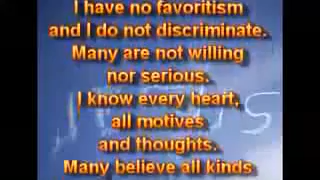 I have no favoritism
and I do not discriminate.
Many are not willing
nor serious.
I know every heart,
all motives
and thoughts.
Many believe all kinds